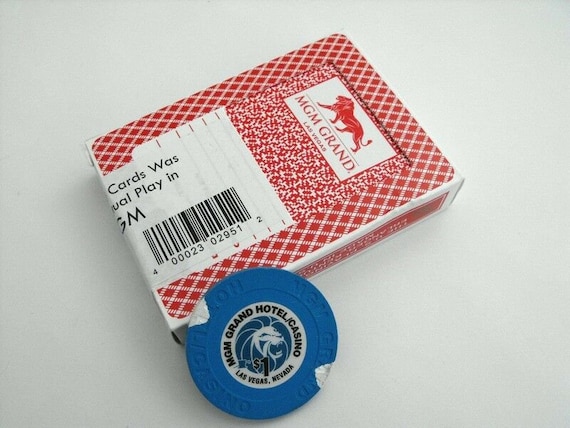 MGM GRAND®
LAS VEGAS
Cards Was
ual Play in
GM
4 00023 02951 2
MGM GRAND HOTEL/CASINO
$1
LAS VEGAS, NEVADA